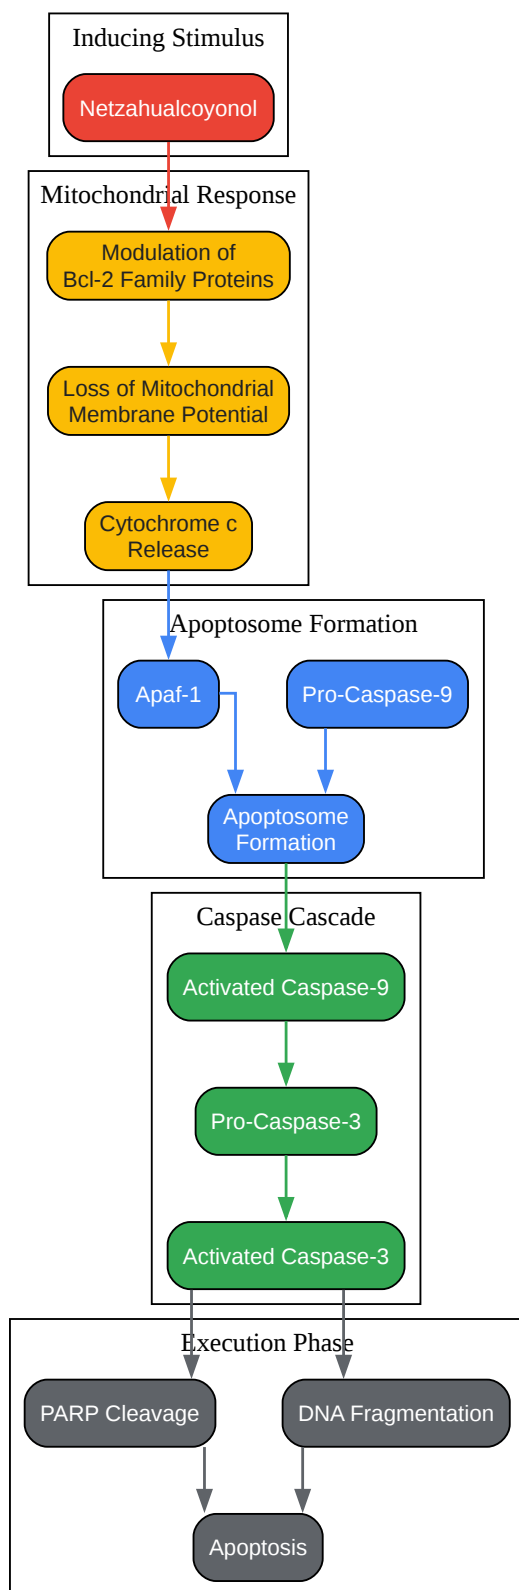 Inducing Stimulus
Netzahualcoyonol
Mitochondrial Response
Modulation of
Bcl-2 Family Proteins
Loss of Mitochondrial
Membrane Potential
Cytochrome c
Release
Apoptosome Formation
Apaf-1
Pro-Caspase-9
Apoptosome
Formation
Caspase Cascade
Activated Caspase-9
Pro-Caspase-3
Activated Caspase-3
Execution Phase
PARP Cleavage
DNA Fragmentation
Apoptosis